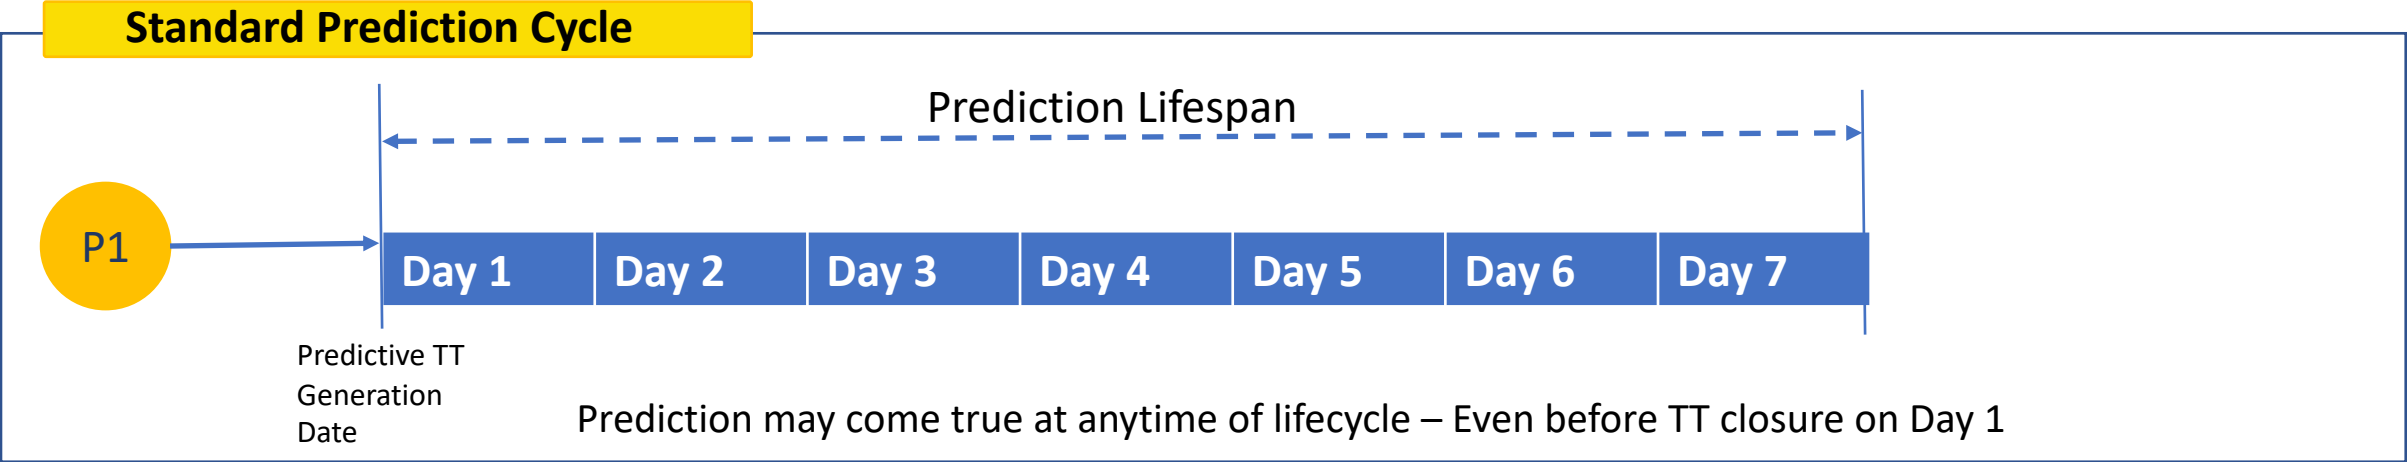 Standard Prediction Cycle
Prediction Lifespan
P1
Day 1
Day 2
Day 3
Day 4
Day 5
Day 6
Day 7
Predictive TT
Generation
Date
Prediction may come true at anytime of lifecycle – Even before TT closure on Day 1